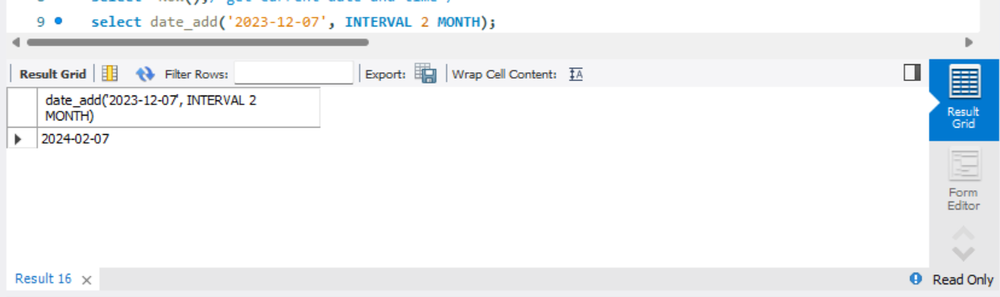 9 select date_add('2023-12-07', INTERVAL 2 MONTH);
Result Grid Filter Rows: Export: Wrap Cell Content:
date_add('2023-12-07', INTERVAL 2
MONTH)
2024-02-07
Result
Grid
Form
Editor
Result 16
Read Only